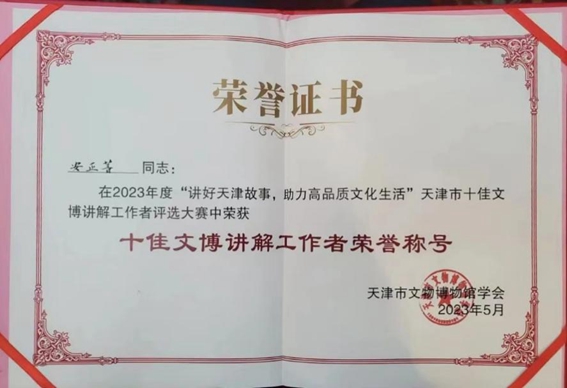 荣誉证书
同志：
在2023年度“讲好天津故事，助力高品质文化生活”天津市十佳文
博讲解工作者评选大赛中荣获
十佳文博讲解工作者荣誉称号
天津市文物博物馆学会
2023年5月